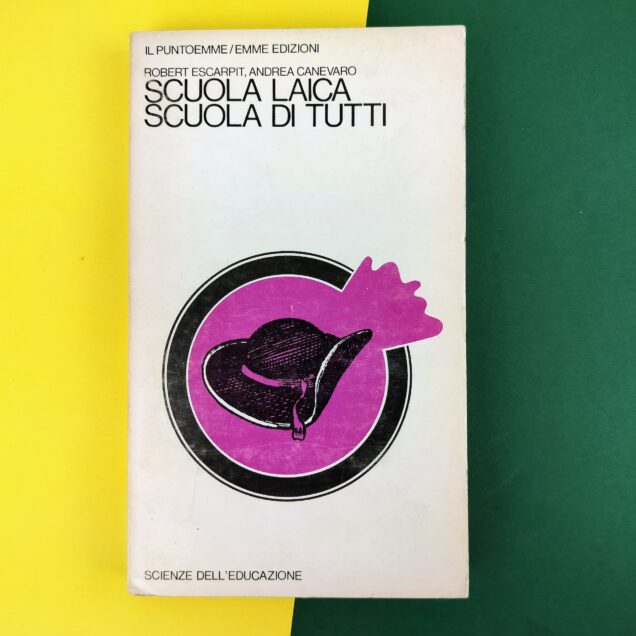 IL PUNTOEMME/EMME EDIZIONI
ROBERT ESCARPIT, ANDREA CANEVARO
SCUOLA LAICA
SCUOLA DI TUTTI
SCIENZE DELL'EDUCAZIONE